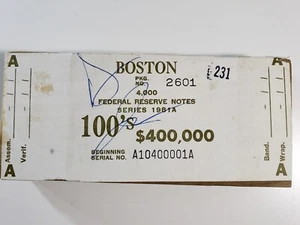 A
A
BOSTON
PKG.
NO. 2601
231
4,000
FEDERAL RESERVE NOTES
SERIES 1981A
100's $400,000
BEGINNING
SERIAL NO. A10400001A
Assem.
Verif.
Band.
Wrap.
A
A